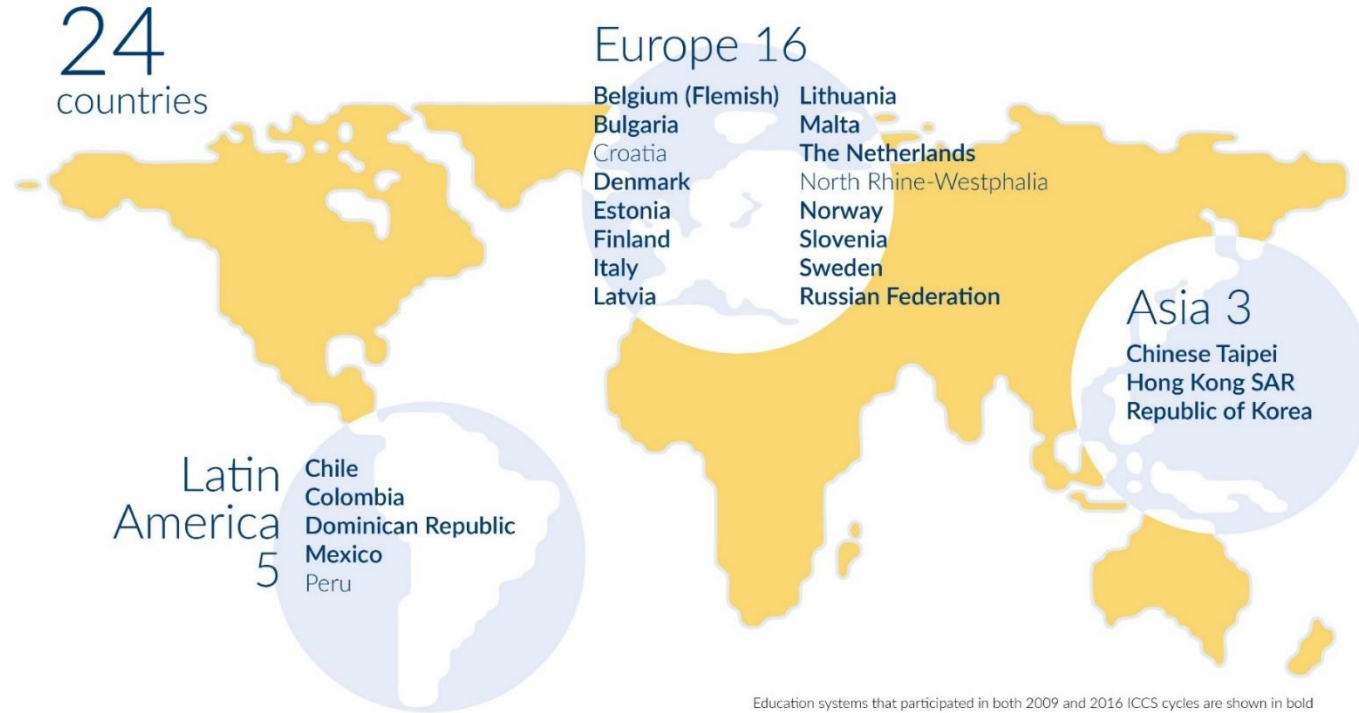 24
countries
Europe 16
Belgium (Flemish)
Bulgaria
Croatia
Denmark
Estonia
Finland
Italy
Latvia
Lithuania
Malta
The Netherlands
North Rhine-Westphalia
Norway
Slovenia
Sweden
Russian Federation
Asia 3
Chinese Taipei
Hong Kong SAR
Republic of Korea
Latin
America
5
Chile
Colombia
Dominican Republic
Mexico
Peru
Education systems that participated in both 2009 and 2016 ICCS cycles are shown in bold